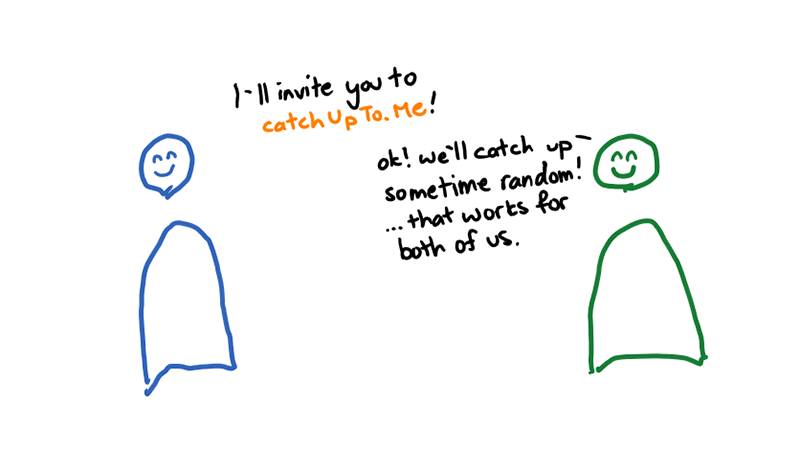 I'll invite you to
catchUpTo.Me!
ok! we'll catch up
sometime random!
...that works for
both of us.